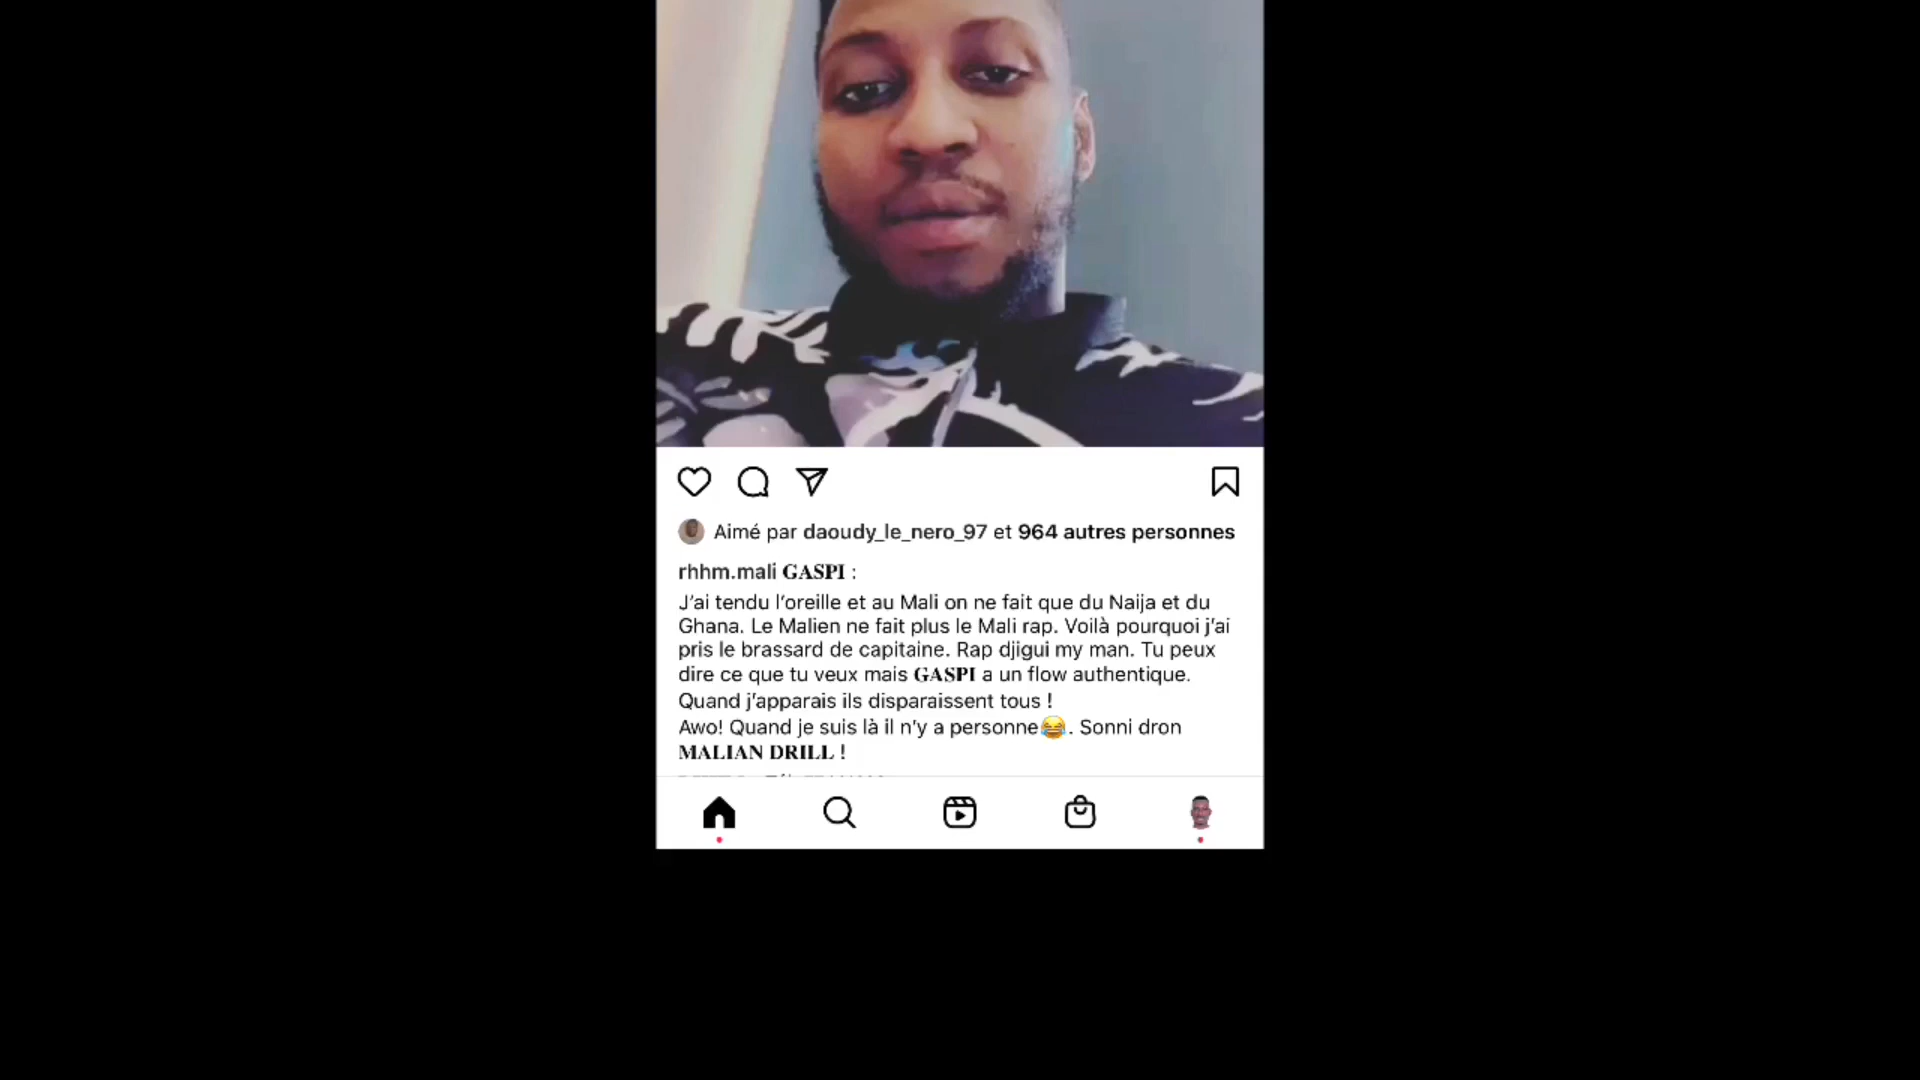 Aimé par daoudy_le_nero_97 et 964 autres personnes
rhhm.mali GASPI :
J’ai tendu l’oreille et au Mali on ne fait que du Naija et du
Ghana. Le Malien ne fait plus le Mali rap. Voilà pourquoi j’ai
pris le brassard de capitaine. Rap djigui my man. Tu peux
dire ce que tu veux mais GASPI a un flow authentique.
Quand j’apparais ils disparaissent tous !
Awo! Quand je suis là il n’y a personne😂. Sonni dron
MALIAN DRILL !